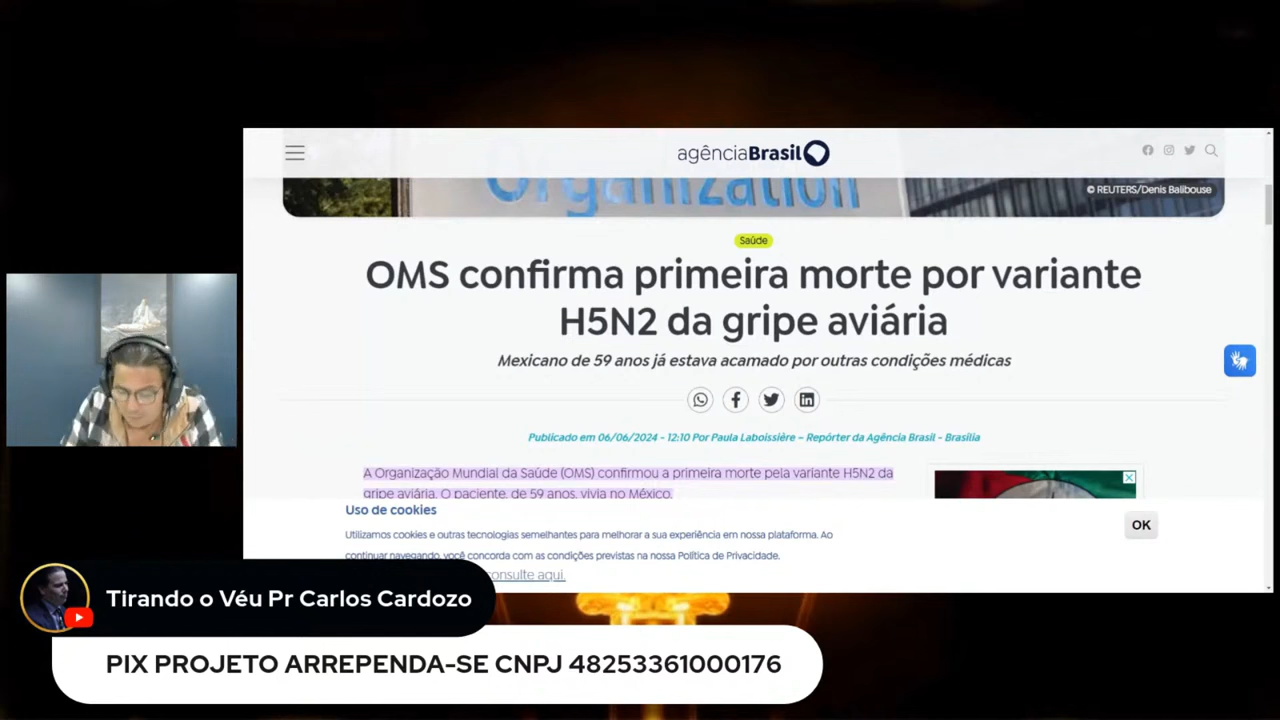 agênciaBrasil
Organization
© REUTERS/Denis Balibouse
Saúde
OMS confirma primeira morte por variante
H5N2 da gripe aviária
Mexicano de 59 anos já estava acamado por outras condições médicas
Publicado em 06/06/2024 - 12:10 Por Paula Laboissière – Repórter da Agência Brasil - Brasília
A Organização Mundial da Saúde (OMS) confirmou a primeira morte pela variante H5N2 da
gripe aviária. O paciente, de 59 anos, vivia no México.
Uso de cookies
Utilizamos cookies e outras tecnologias semelhantes para melhorar a sua experiência em nossa plataforma. Ao
continuar navegando, você concorda com as condições previstas na nossa Política de Privacidade.
consulte aqui.
OK
Tirando o Véu Pr Carlos Cardozo
PIX PROJETO ARREPENDA-SE CNPJ 48253361000176